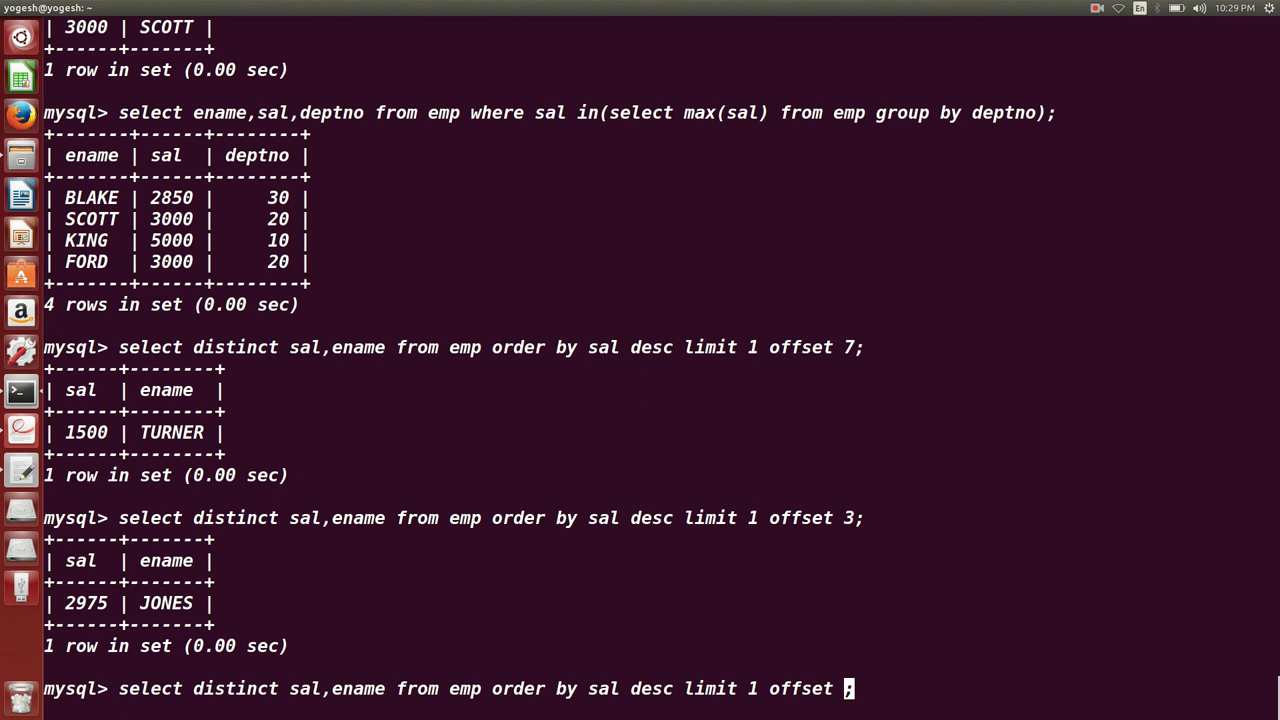 yogesh@yogesh: ~
En
10:29 PM
| 3000 | SCOTT |
+------+-------+
1 row in set (0.00 sec)
mysql> select ename,sal,deptno from emp where sal in(select max(sal) from emp group by deptno);
+-------+------+--------+
| ename | sal  | deptno |
+-------+------+--------+
| BLAKE | 2850 |     30 |
| SCOTT | 3000 |     20 |
| KING  | 5000 |     10 |
| FORD  | 3000 |     20 |
+-------+------+--------+
4 rows in set (0.00 sec)
mysql> select distinct sal,ename from emp order by sal desc limit 1 offset 7;
+------+--------+
| sal  | ename  |
+------+--------+
| 1500 | TURNER |
+------+--------+
1 row in set (0.00 sec)
mysql> select distinct sal,ename from emp order by sal desc limit 1 offset 3;
+------+-------+
| sal  | ename |
+------+-------+
| 2975 | JONES |
+------+-------+
1 row in set (0.00 sec)
mysql> select distinct sal,ename from emp order by sal desc limit 1 offset ;